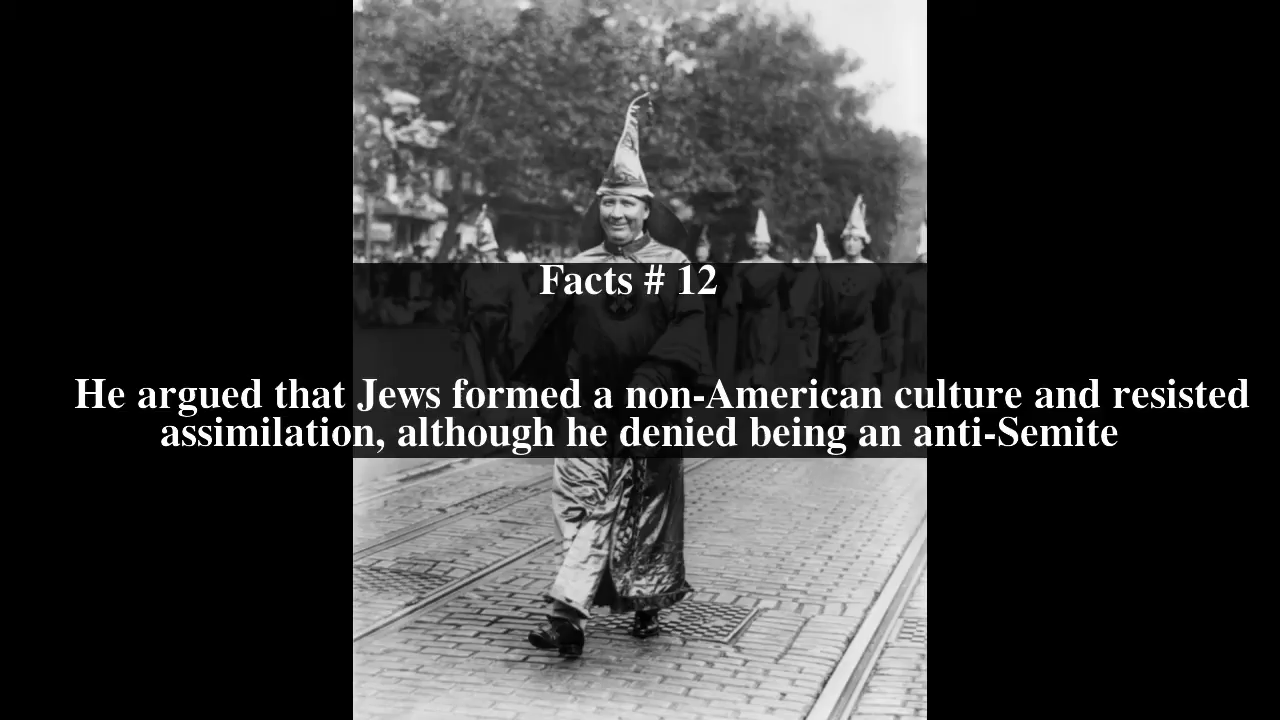 Facts # 12
He argued that Jews formed a non-American culture and resisted
assimilation, although he denied being an anti-Semite